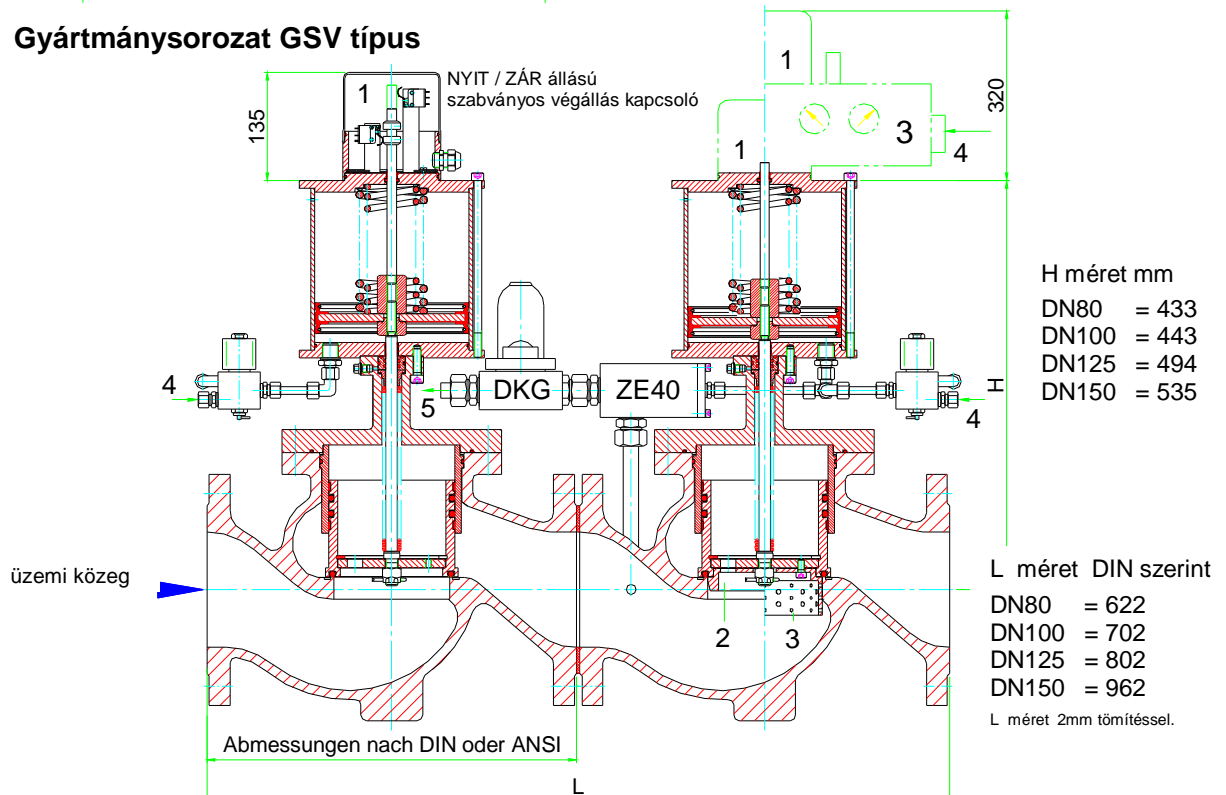 Gyártmánysorozat GSV típus
NYIT / ZÁR állású
szabványos végállás kapcsoló
1
135
1
320
3
4
1
H méret mm
DN80 = 433
DN100 = 443
DN125 = 494
DN150 = 535
H
4
5
DKG
ZE40
4
üzemi közeg
2
3
L méret DIN szerint
DN80 = 622
DN100 = 702
DN125 = 802
DN150 = 962
L méret 2mm tömítéssel.
Abmessungen nach DIN oder ANSI
L